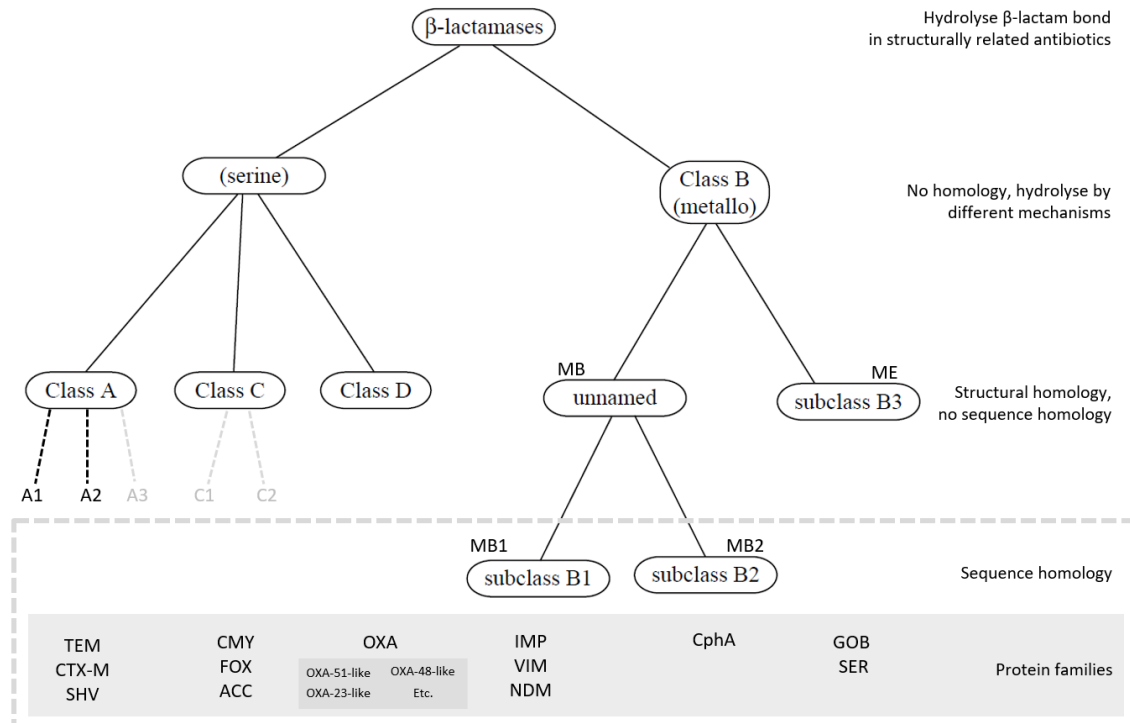 β-lactamases
Hydrolyse β-lactam bond
in structurally related antibiotics
(serine)
Class B
(metallo)
No homology, hydrolyse by
different mechanisms
MB
ME
Class A
Class C
Class D
unnamed
subclass B3
Structural homology,
no sequence homology
A1
A2
A3
C1
C2
MB1
MB2
subclass B1
subclass B2
Sequence homology
TEM
CTX-M
SHV
CMY
FOX
ACC
OXA
OXA-51-like
OXA-48-like
OXA-23-like
Etc.
IMP
VIM
NDM
CphA
GOB
SER
Protein families